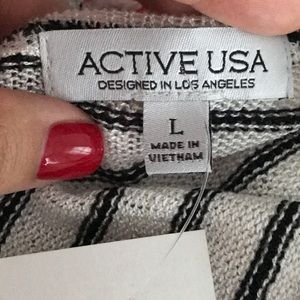 ACTIVE USA
DESIGNED IN LOS ANGELES
L
MADE IN
VIETNAM